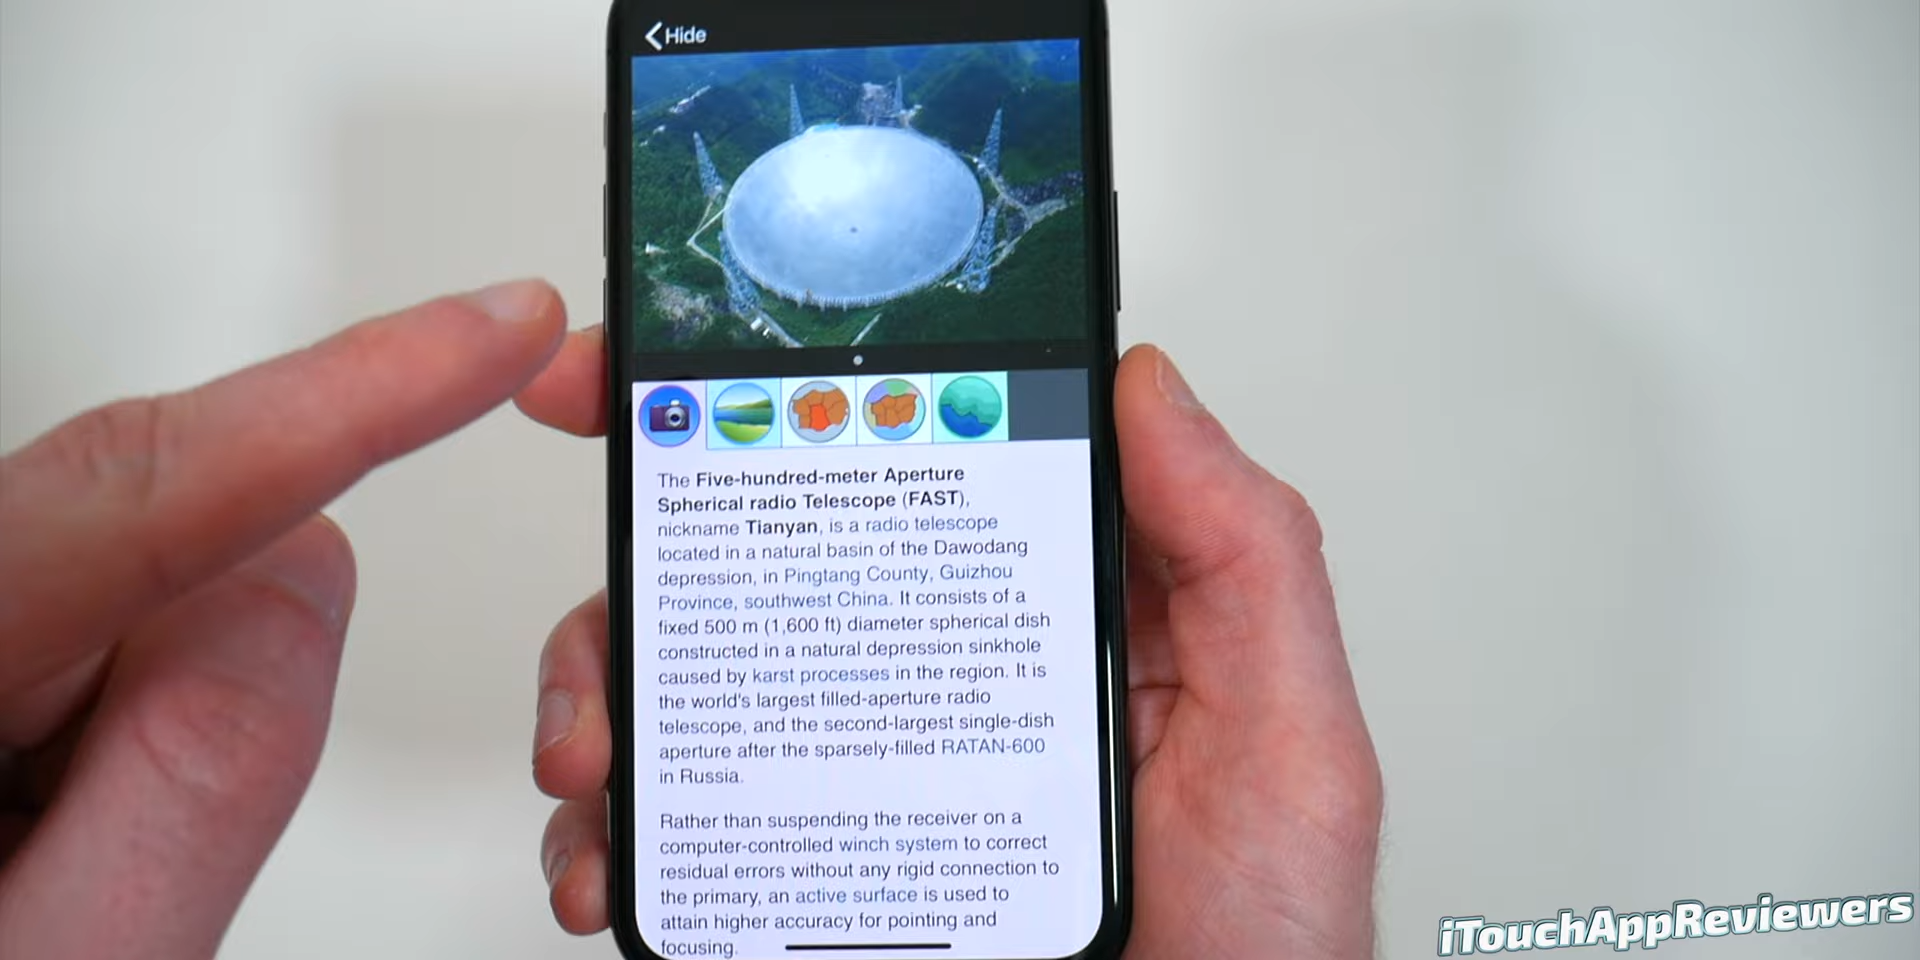 Hide
The Five-hundred-meter Aperture
Spherical radio Telescope (FAST),
nickname Tianyan, is a radio telescope
located in a natural basin of the Dawodang
depression, in Pingtang County, Guizhou
Province, southwest China. It consists of a
fixed 500 m (1,600 ft) diameter spherical dish
constructed in a natural depression sinkhole
caused by karst processes in the region. It is
the world's largest filled-aperture radio
telescope, and the second-largest single-dish
aperture after the sparsely-filled RATAN-600
in Russia.
Rather than suspending the receiver on a
computer-controlled winch system to correct
residual errors without any rigid connection to
the primary, an active surface is used to
attain higher accuracy for pointing and
focusing.
iTouchAppReviewers